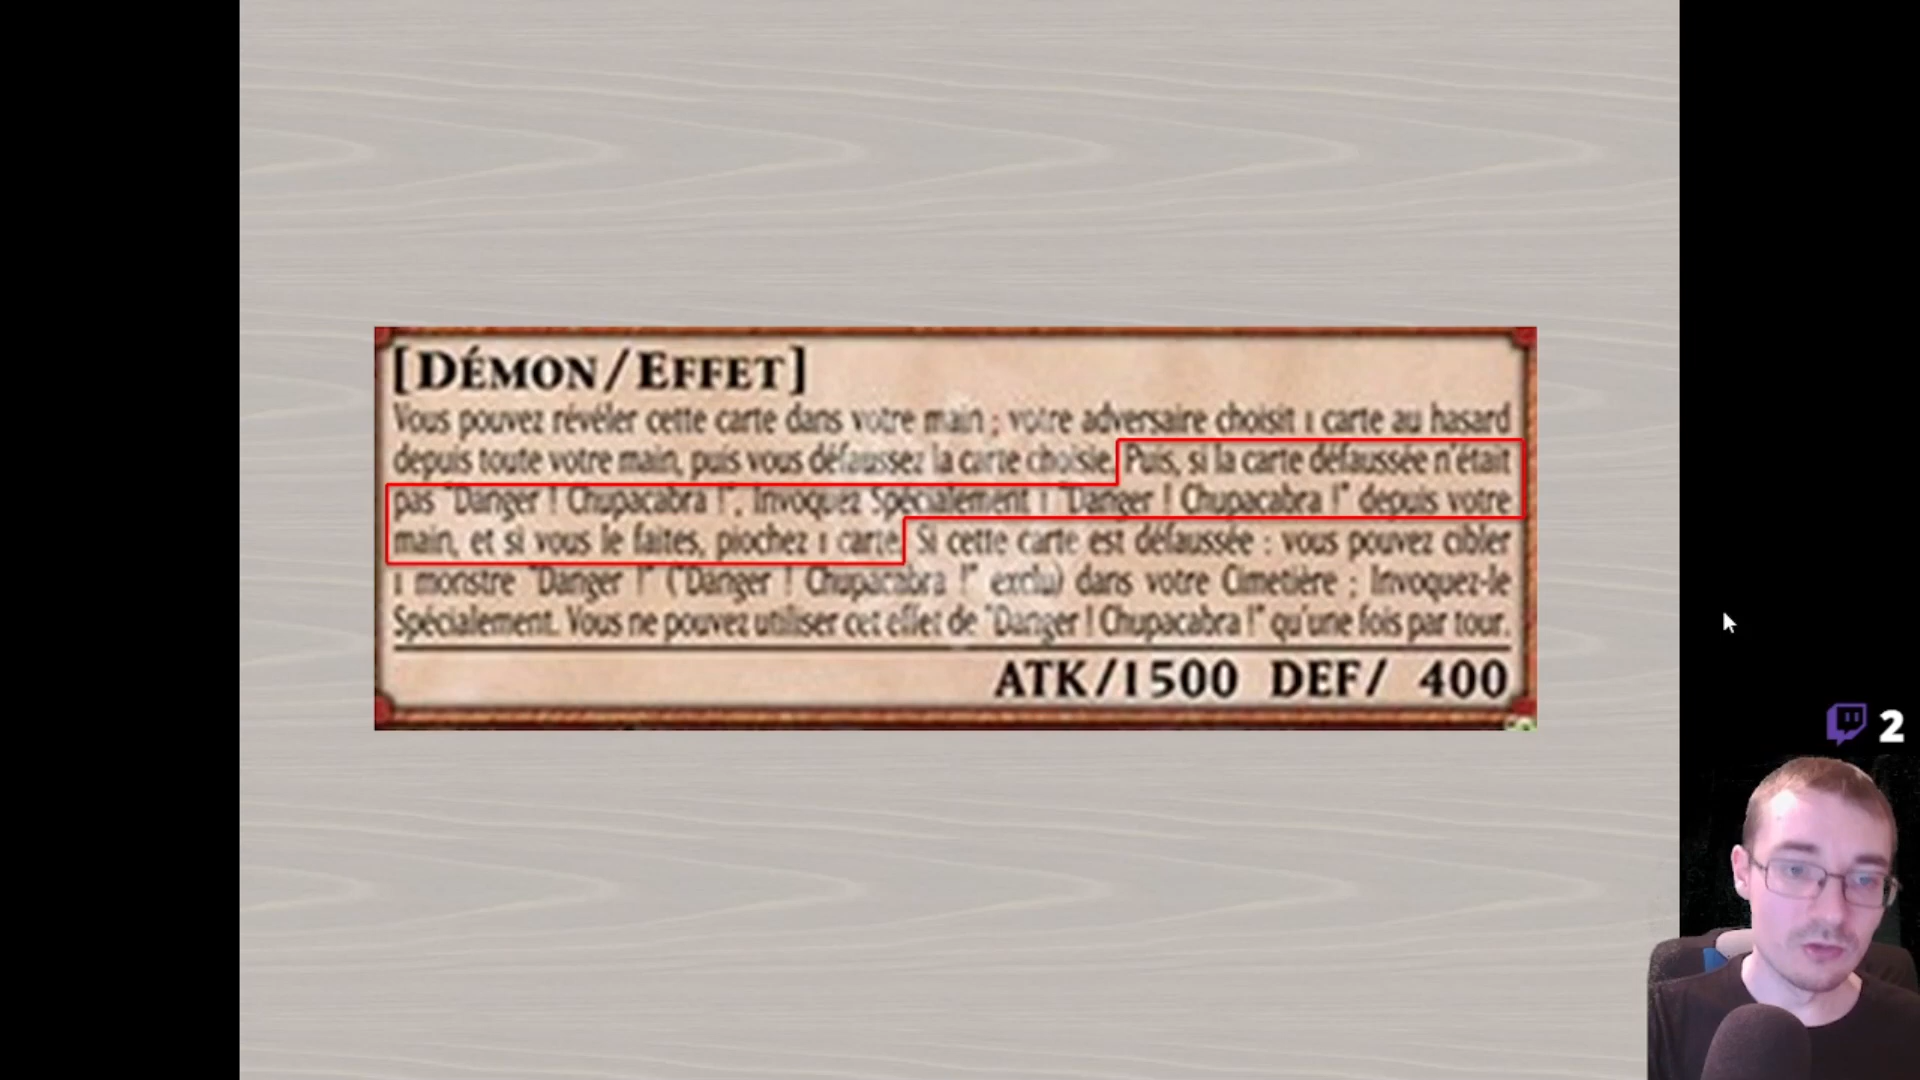 [DÉMON/EFFET]
Vous pouvez révéler cette carte dans votre main ; votre adversaire choisit 1 carte au hasard
depuis toute votre main, puis vous défaussez la carte choisie. Puis, si la carte défaussée n'était
pas "Danger ! Chupacabra !", Invoquez Spécialement 1 "Danger ! Chupacabra !" depuis votre
main, et si vous le faites, piochez 1 carte. Si cette carte est défaussée : vous pouvez cibler
1 monstre "Danger !" ("Danger ! Chupacabra !" exclu) dans votre Cimetière ; Invoquez-le
Spécialement. Vous ne pouvez utiliser cet effet de "Danger ! Chupacabra !" qu'une fois par tour.
ATK/1500 DEF/ 400
2